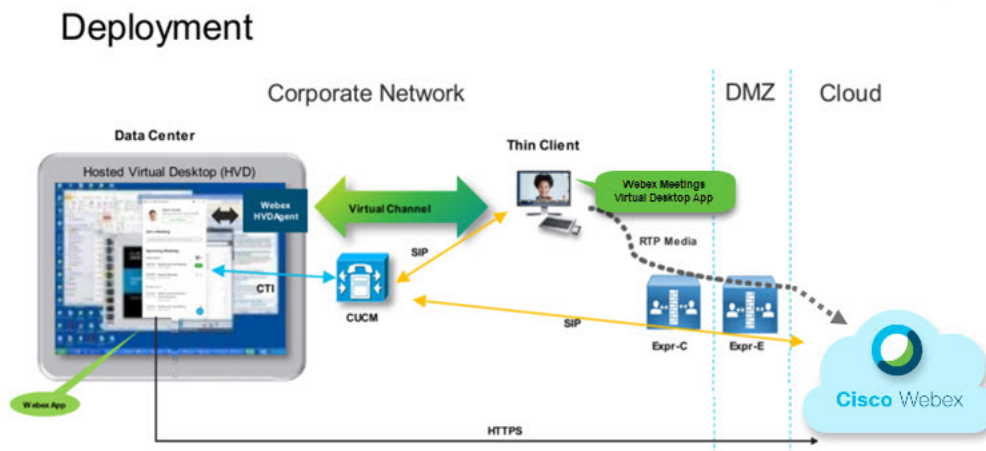 Deployment
Corporate Network
DMZ
Cloud
Data Center
Thin Client
Hosted Virtual Desktop (HVD)
Webex
HVDAgent
Virtual Channel
Webex Meetings
Virtual Desktop App
RTP Media
SIP
CTI
CUCM
SIP
Expr-C
Expr-E
Webex App
Cisco Webex
HTTPS